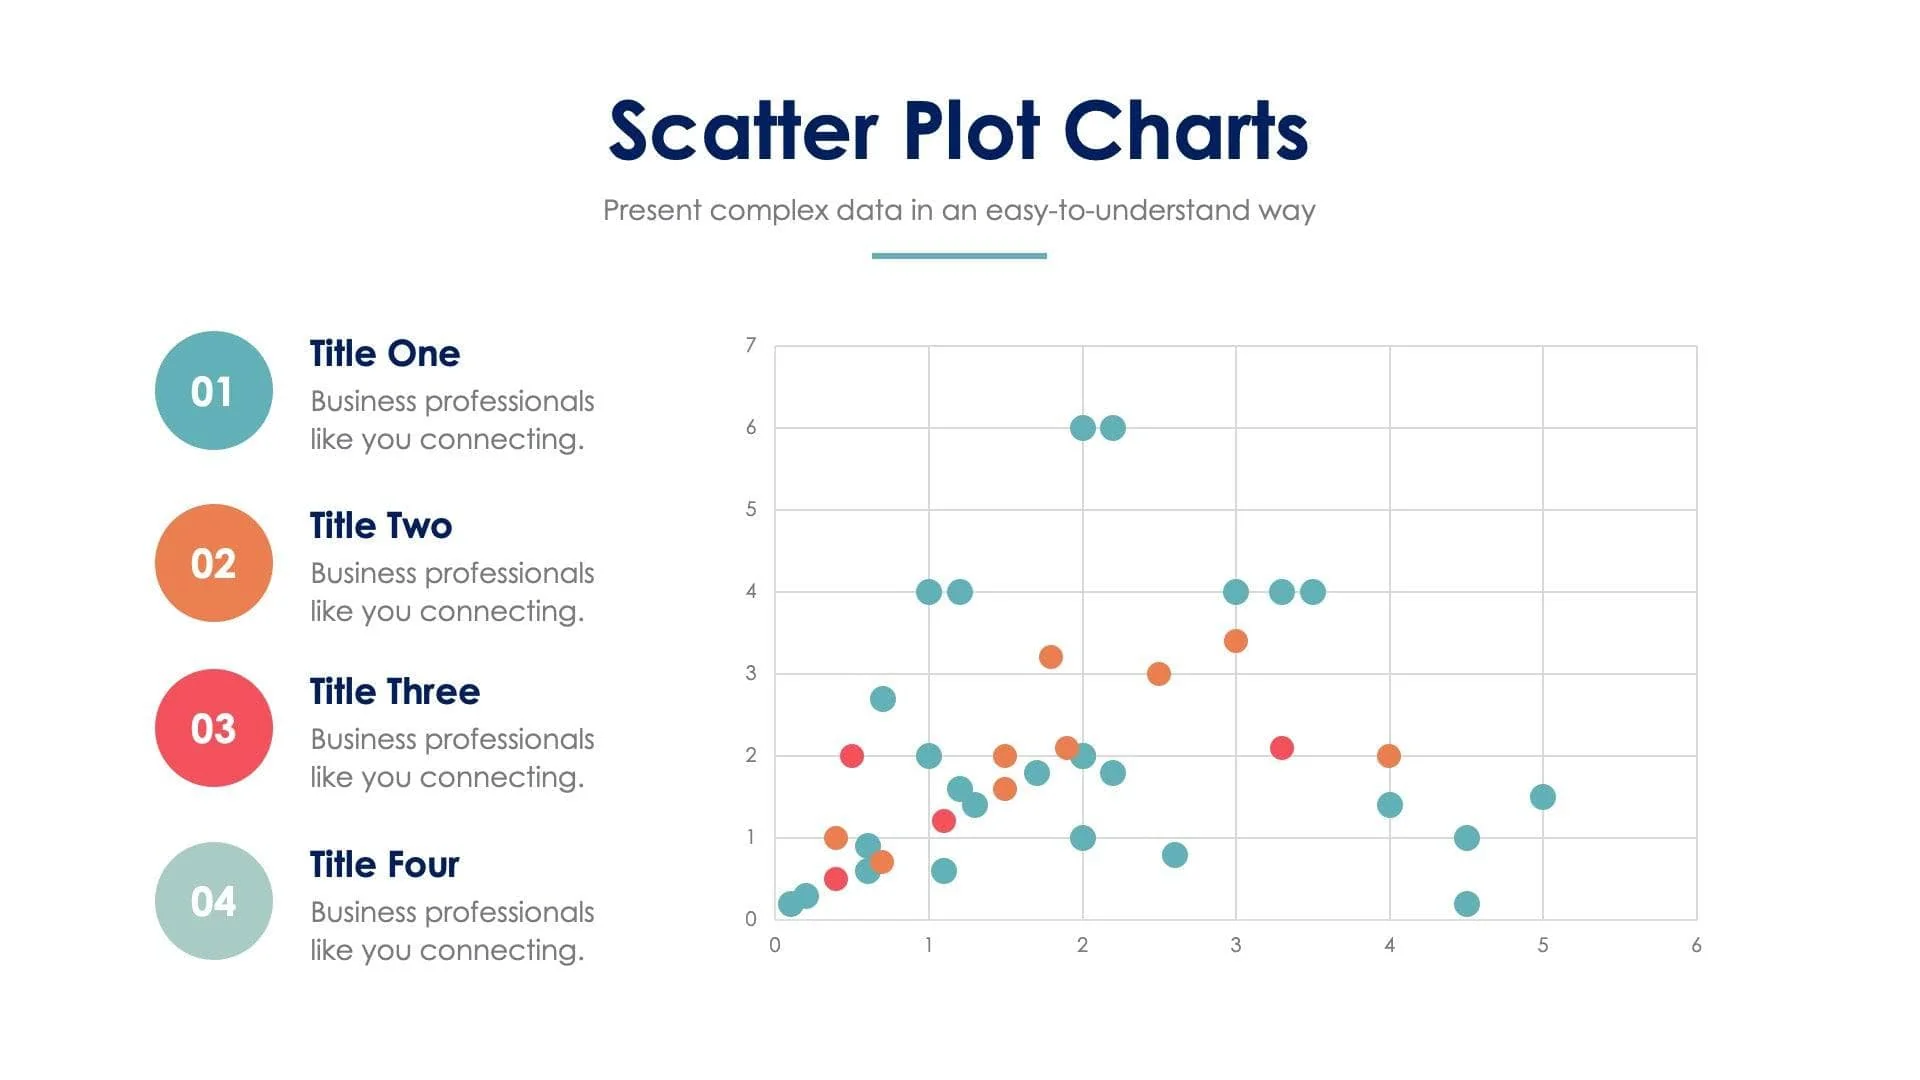 Scatter Plot Charts
Present complex data in an easy-to-understand way
01
Title One
Business professionals
like you connecting.
02
Title Two
Business professionals
like you connecting.
03
Title Three
Business professionals
like you connecting.
04
Title Four
Business professionals
like you connecting.
7
6
5
4
3
2
1
0
0 1 2 3 4 5 6